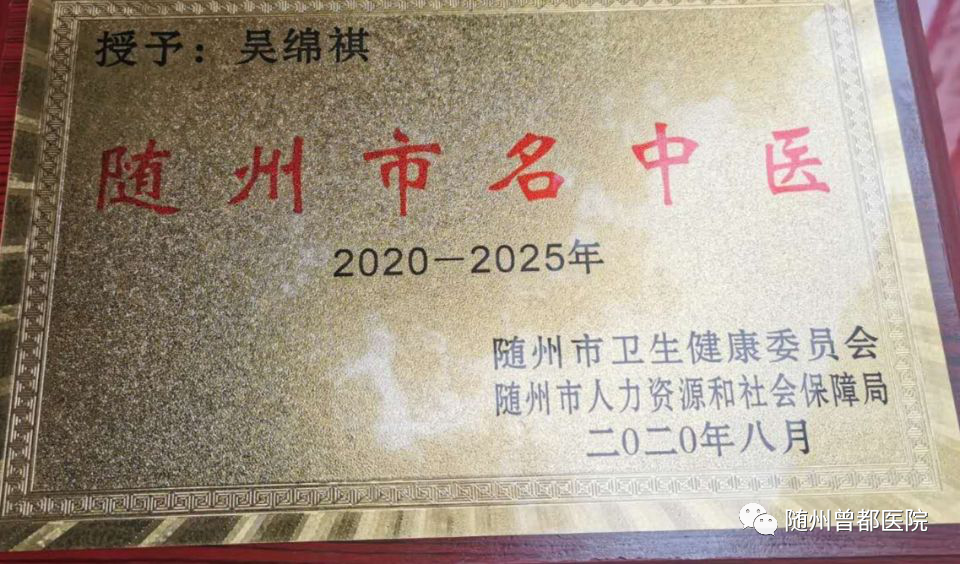 授予：吴绵祺
随州市名中医
2020－2025年
随州市卫生健康委员会
随州市人力资源和社会保障局
二〇二〇年八月
随州曾都医院